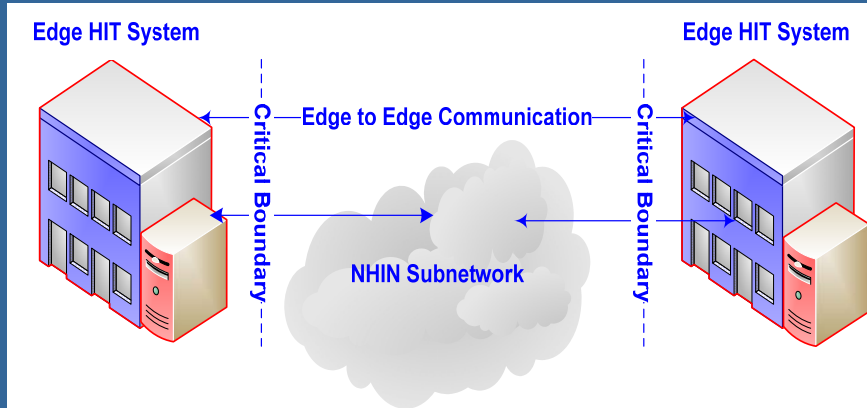 Edge HIT System
Edge HIT System
Critical Boundary
Edge to Edge Communication
Critical Boundary
NHIN Subnetwork